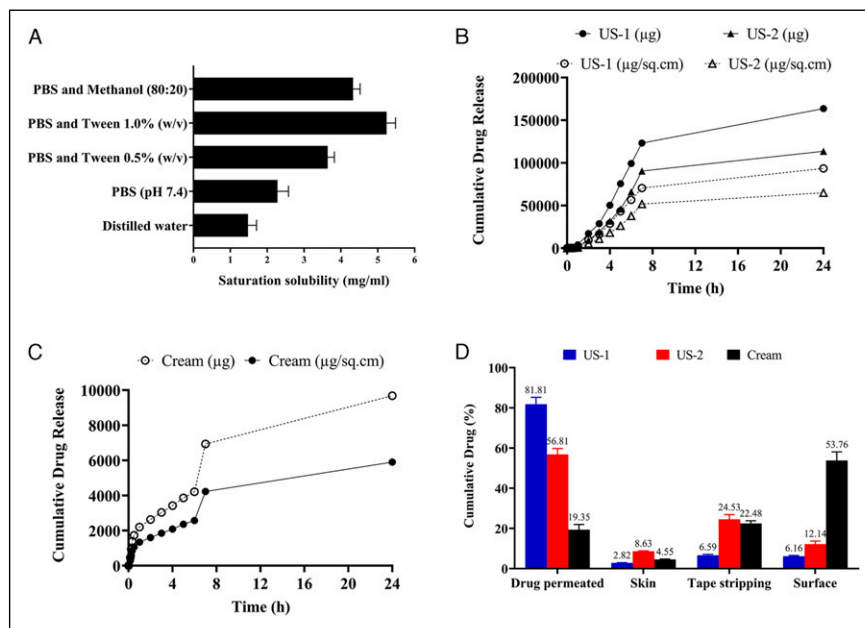 A
PBS and Methanol (80:20)
PBS and Tween 1.0% (w/v)
PBS and Tween 0.5% (w/v)
PBS (pH 7.4)
Distilled water
0 1 2 3 4 5 6
Saturation solubility (mg/ml)
B
US-1 (µg) US-2 (µg)
US-1 (µg/sq.cm) US-2 (µg/sq.cm)
Cumulative Drug Release
200000
150000
100000
50000
0
0 4 8 12 16 20 24
Time (h)
C
Cream (µg) Cream (µg/sq.cm)
Cumulative Drug Release
10000
8000
6000
4000
2000
0
0 4 8 12 16 20 24
Time (h)
D
US-1 US-2 Cream
Cumulative Drug (%)
100
80
60
40
20
0
81.81
56.81
19.35
2.82
8.63
4.55
6.59
24.53
22.48
6.16
12.14
53.76
Drug permeated Skin Tape stripping Surface